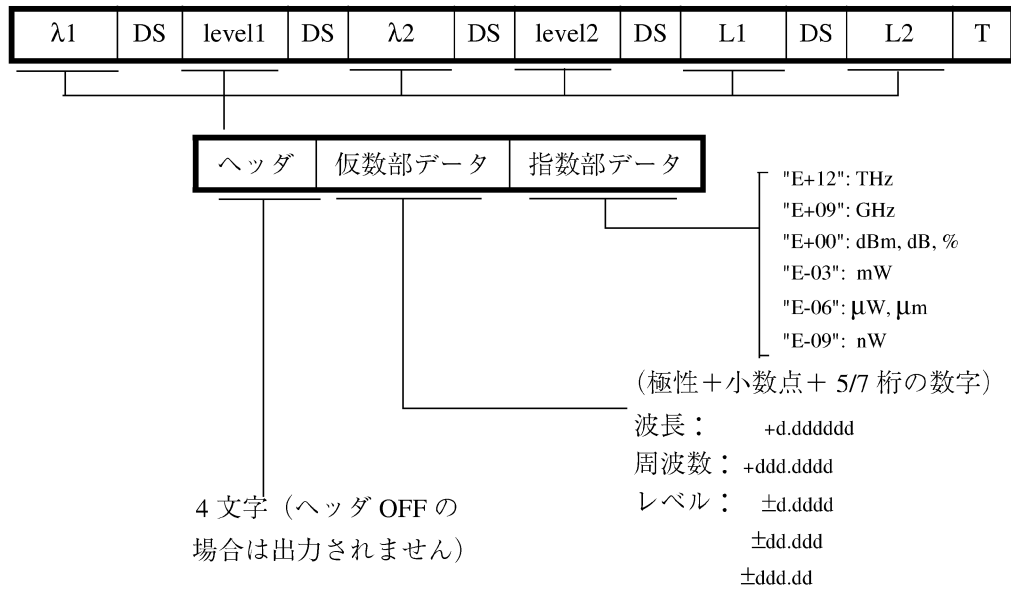 λ1 DS level1 DS λ2 DS level2 DS L1 DS L2 T
ヘッダ 仮数部データ 指数部データ
"E+12": THz
"E+09": GHz
"E+00": dBm, dB, %
"E-03": mW
"E-06": μW, μm
"E-09": nW
（極性＋小数点＋ 5/7 桁の数字）
波長： +d.dddddd
周波数： +ddd.dddd
レベル： ±d.dddd
±dd.ddd
±ddd.dd
4 文字（ヘッダ OFF の
場合は出力されません）